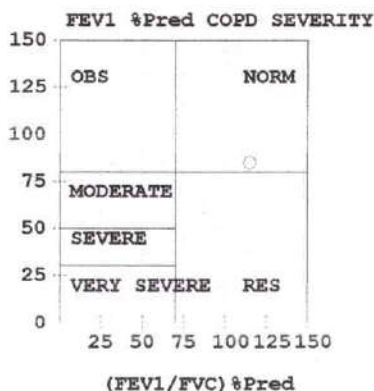 FEV1 %Pred COPD SEVERITY
150
125
OBS NORM
100
75
MODERATE
50
SEVERE
25
VERY SEVERE RES
0
25 50 75 100 125 150
(FEV1/FVC)%Pred